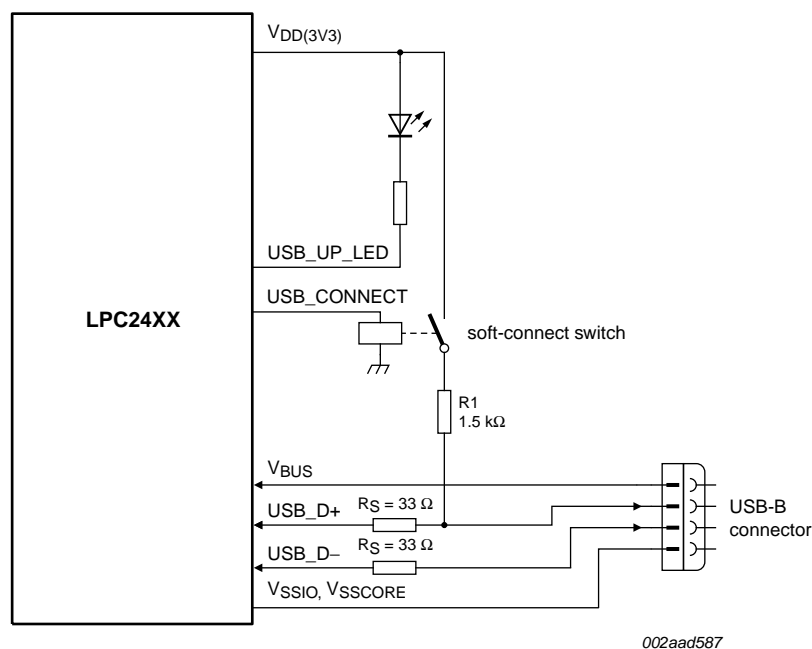 VDD(3V3)
USB_UP_LED
USB_CONNECT
LPC24XX
soft-connect switch
R1
1.5 kΩ
VBUS
USB_D+
RS = 33 Ω
USB-B
connector
RS = 33 Ω
USB_D−
VSSIO, VSSCORE
002aad587